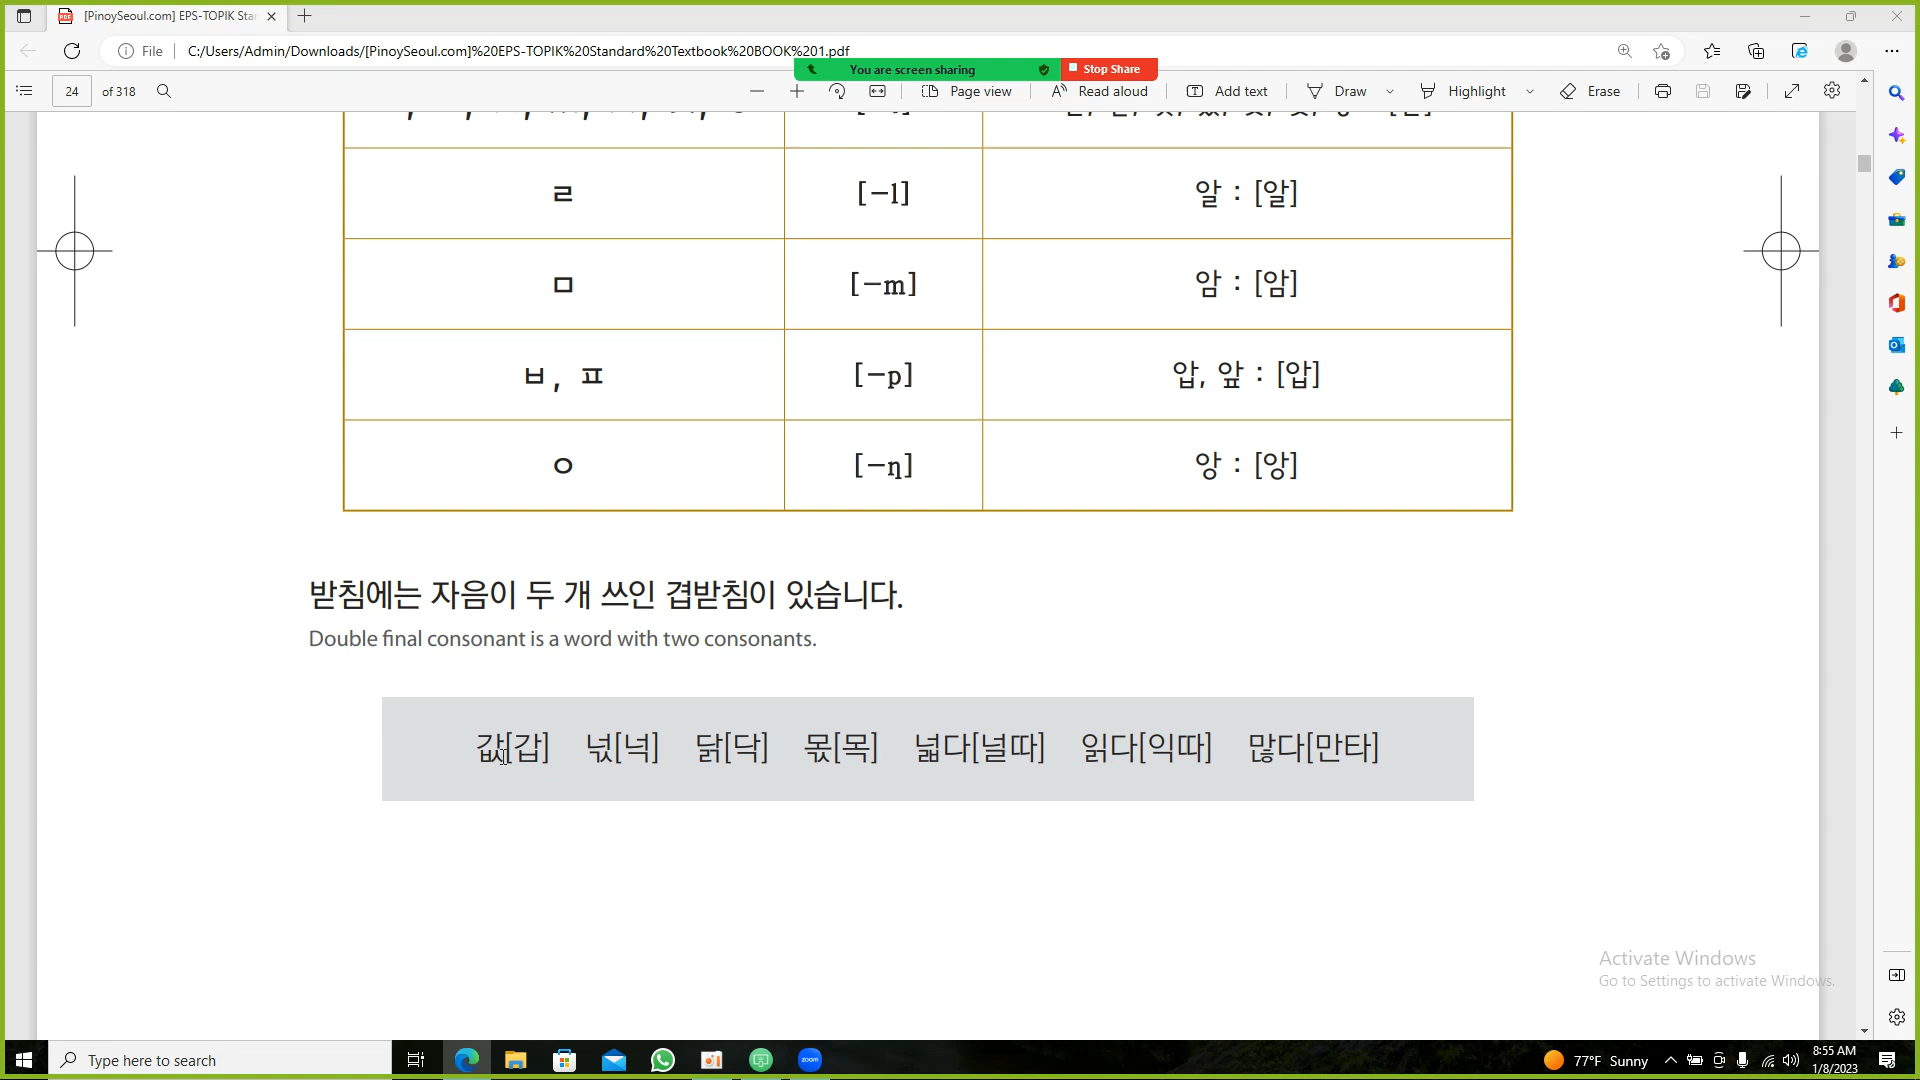 [PinoySeoul.com] EPS-TOPIK Sta
File
C:/Users/Admin/Downloads/[PinoySeoul.com]%20EPS-TOPIK%20Standard%20Textbook%20BOOK%201.pdf
You are screen sharing
Stop Share
24 of 318
Page view
Read aloud
Add text
Draw
Highlight
Erase
ㄹ [-l] 알 : [알]
ㅁ [-m] 암 : [암]
ㅂ, ㅍ [-p] 압, 앞 : [압]
ㅇ [-ŋ] 앙 : [앙]
받침에는 자음이 두 개 쓰인 겹받침이 있습니다.
Double final consonant is a word with two consonants.
값[갑] 넋[넉] 닭[닥] 몫[목] 넓다[널따] 읽다[익따] 많다[만타]
Activate Windows
Go to Settings to activate Windows.
Type here to search
zoom
77°F Sunny
8:55 AM
1/8/2023